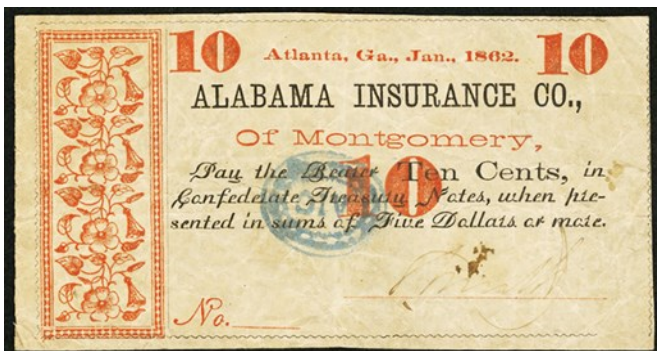 10 Atlanta, Ga., Jan., 1862. 10
ALABAMA INSURANCE CO.,
Of Montgomery,
Pay the Bearer Ten Cents, in
10
Confederate Treasury Notes, when pre-
sented in sums of Five Dollars or more.
No.